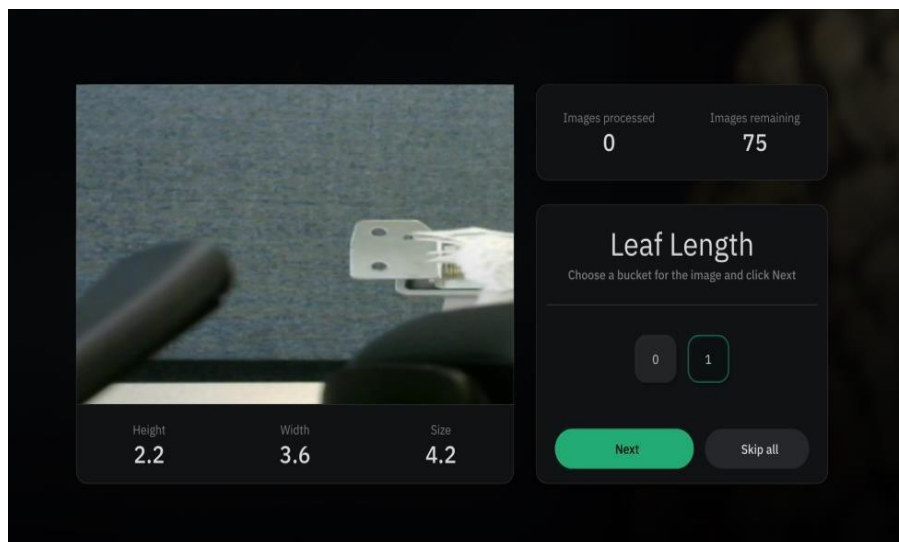 Images processed
0
Images remaining
75
Leaf Length
Choose a bucket for the image and click Next
0
1
Next
Skip all
Height
2.2
Width
3.6
Size
4.2